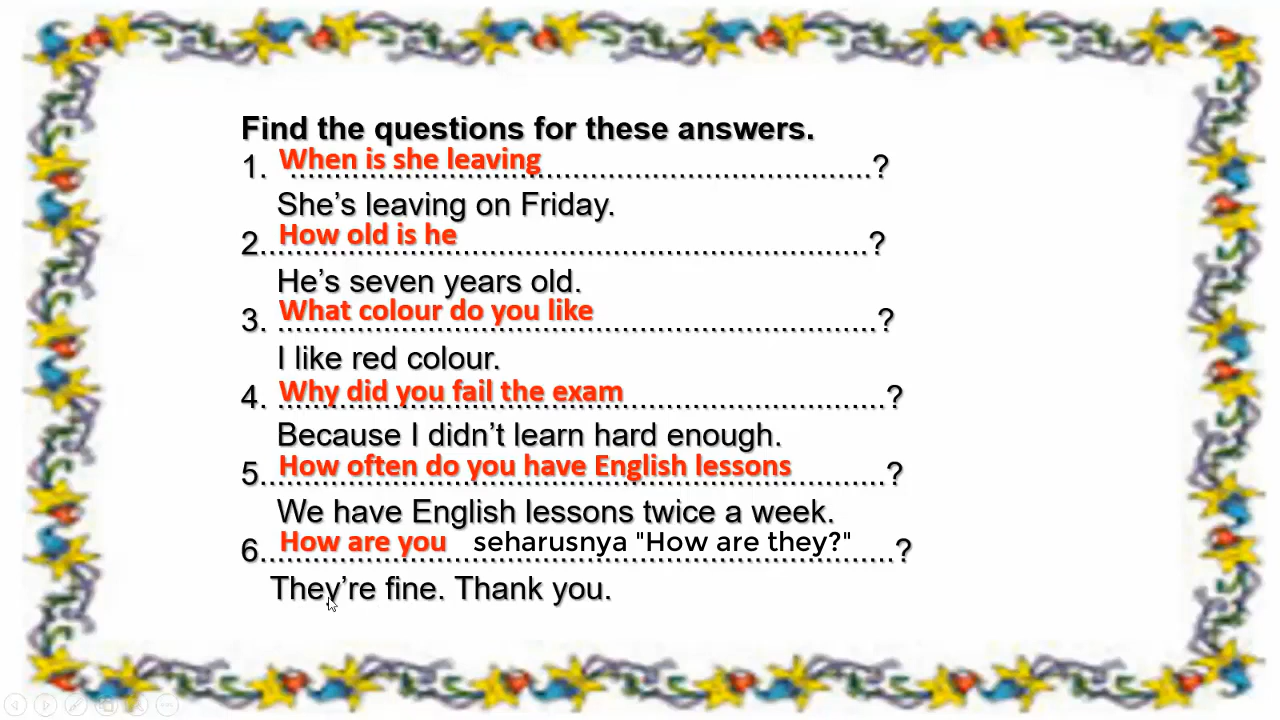 Find the questions for these answers.
1. When is she leaving.......................................?
She's leaving on Friday.
2. How old is he.......................................?
He's seven years old.
3. What colour do you like.......................................?
I like red colour.
4. Why did you fail the exam.......................................?
Because I didn't learn hard enough.
5. How often do you have English lessons..............?
We have English lessons twice a week.
6. How are you seharusnya "How are they?" ....?
They're fine. Thank you.